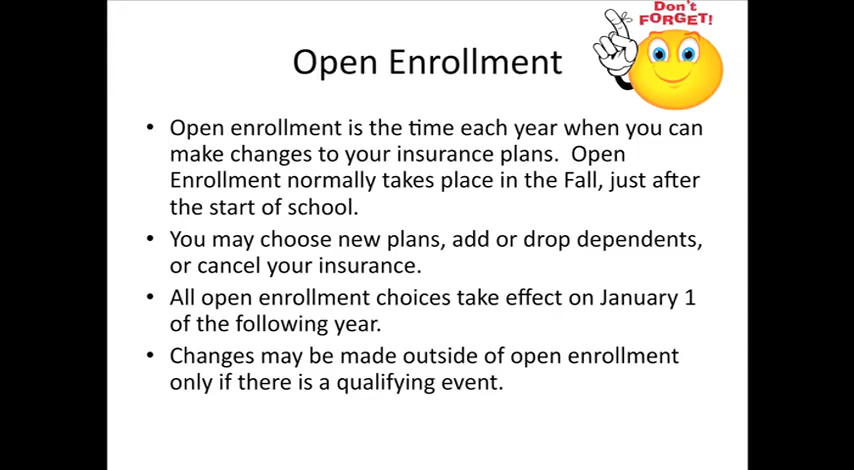 Don't
FORGET!
Open Enrollment
• Open enrollment is the time each year when you can
make changes to your insurance plans.  Open
Enrollment normally takes place in the Fall, just after
the start of school.
• You may choose new plans, add or drop dependents,
or cancel your insurance.
• All open enrollment choices take effect on January 1
of the following year.
• Changes may be made outside of open enrollment
only if there is a qualifying event.